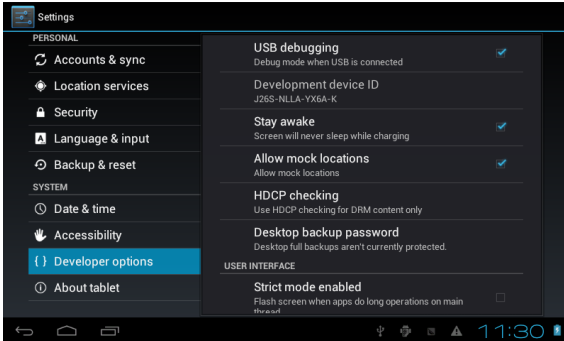 Settings
PERSONAL
Accounts & sync
Location services
Security
Language & input
Backup & reset
SYSTEM
Date & time
Accessibility
Developer options
About tablet
USB debugging
Debug mode when USB is connected
Development device ID
J26S-NLLA-YX6A-K
Stay awake
Screen will never sleep while charging
Allow mock locations
Allow mock locations
HDCP checking
Use HDCP checking for DRM content only
Desktop backup password
Desktop full backups aren't currently protected.
USER INTERFACE
Strict mode enabled
Flash screen when apps do long operations on main
thread
11:30